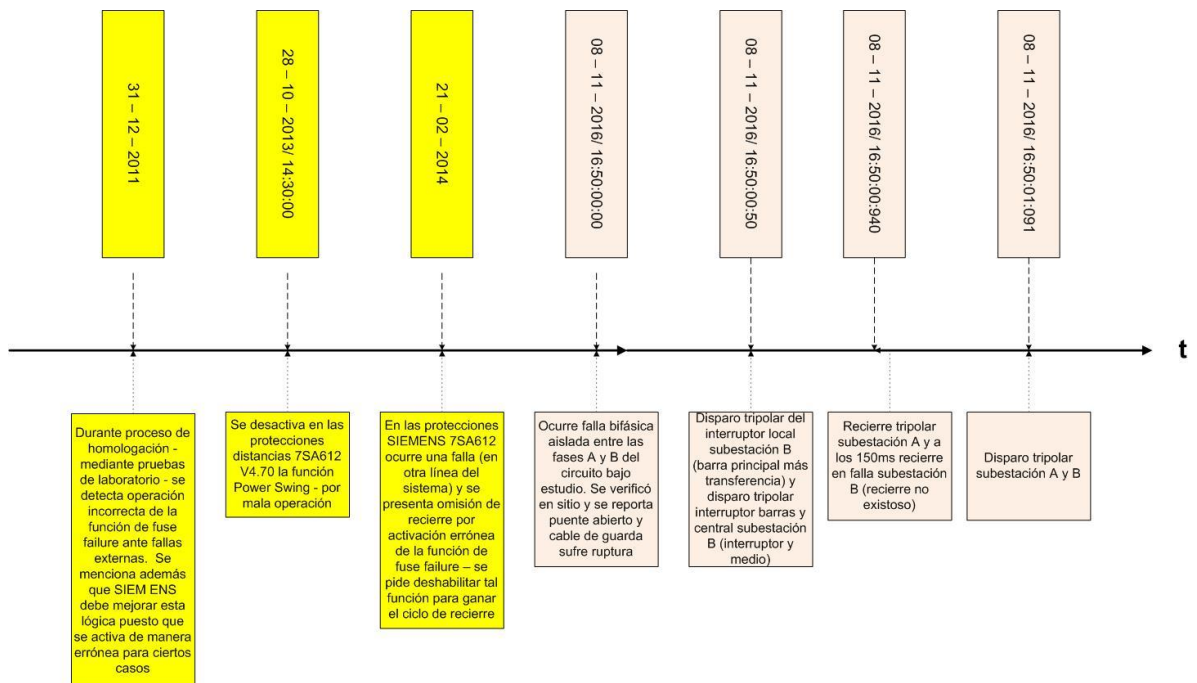 31 – 12 – 2011
28 – 10 – 2013/ 14:30:00
21 – 02 – 2014
08 – 11 – 2016/ 16:50:00:00
08 – 11 – 2016/ 16:50:00:50
08 – 11 – 2016/ 16:50:00:940
08 – 11 – 2016/ 16:50:01:091
t
Durante proceso de
homologación -
mediante pruebas
de laboratorio - se
detecta operación
incorrecta de la
función de fuse
failure ante fallas
externas. Se
menciona además
que SIEM ENS
debe mejorar esta
lógica puesto que
se activa de manera
errónea para ciertos
casos
Se desactiva en las
protecciones
distancias 7SA612
V4.70 la función
Power Swing - por
mala operación
En las protecciones
SIEMENS 7SA612
ocurre una falla (en
otra línea del
sistema) y se
presenta omisión de
recierre por
activación errónea
de la función de
fuse failure – se
pide deshabilitar tal
función para ganar
el ciclo de recierre
Ocurre falla bifásica
aislada entre las
fases A y B del
circuito bajo
estudio. Se verificó
en sitio y se reporta
puente abierto y
cable de guarda
sufre ruptura
Disparo tripolar del
interruptor local
subestación B
(barra principal más
transferencia) y
disparo tripolar
interruptor barras y
central subestación
B (interruptor y
medio)
Recierre tripolar
subestación A y a
los 150ms recierre
en falla subestación
B (recierre no
existoso)
Disparo tripolar
subestación A y B